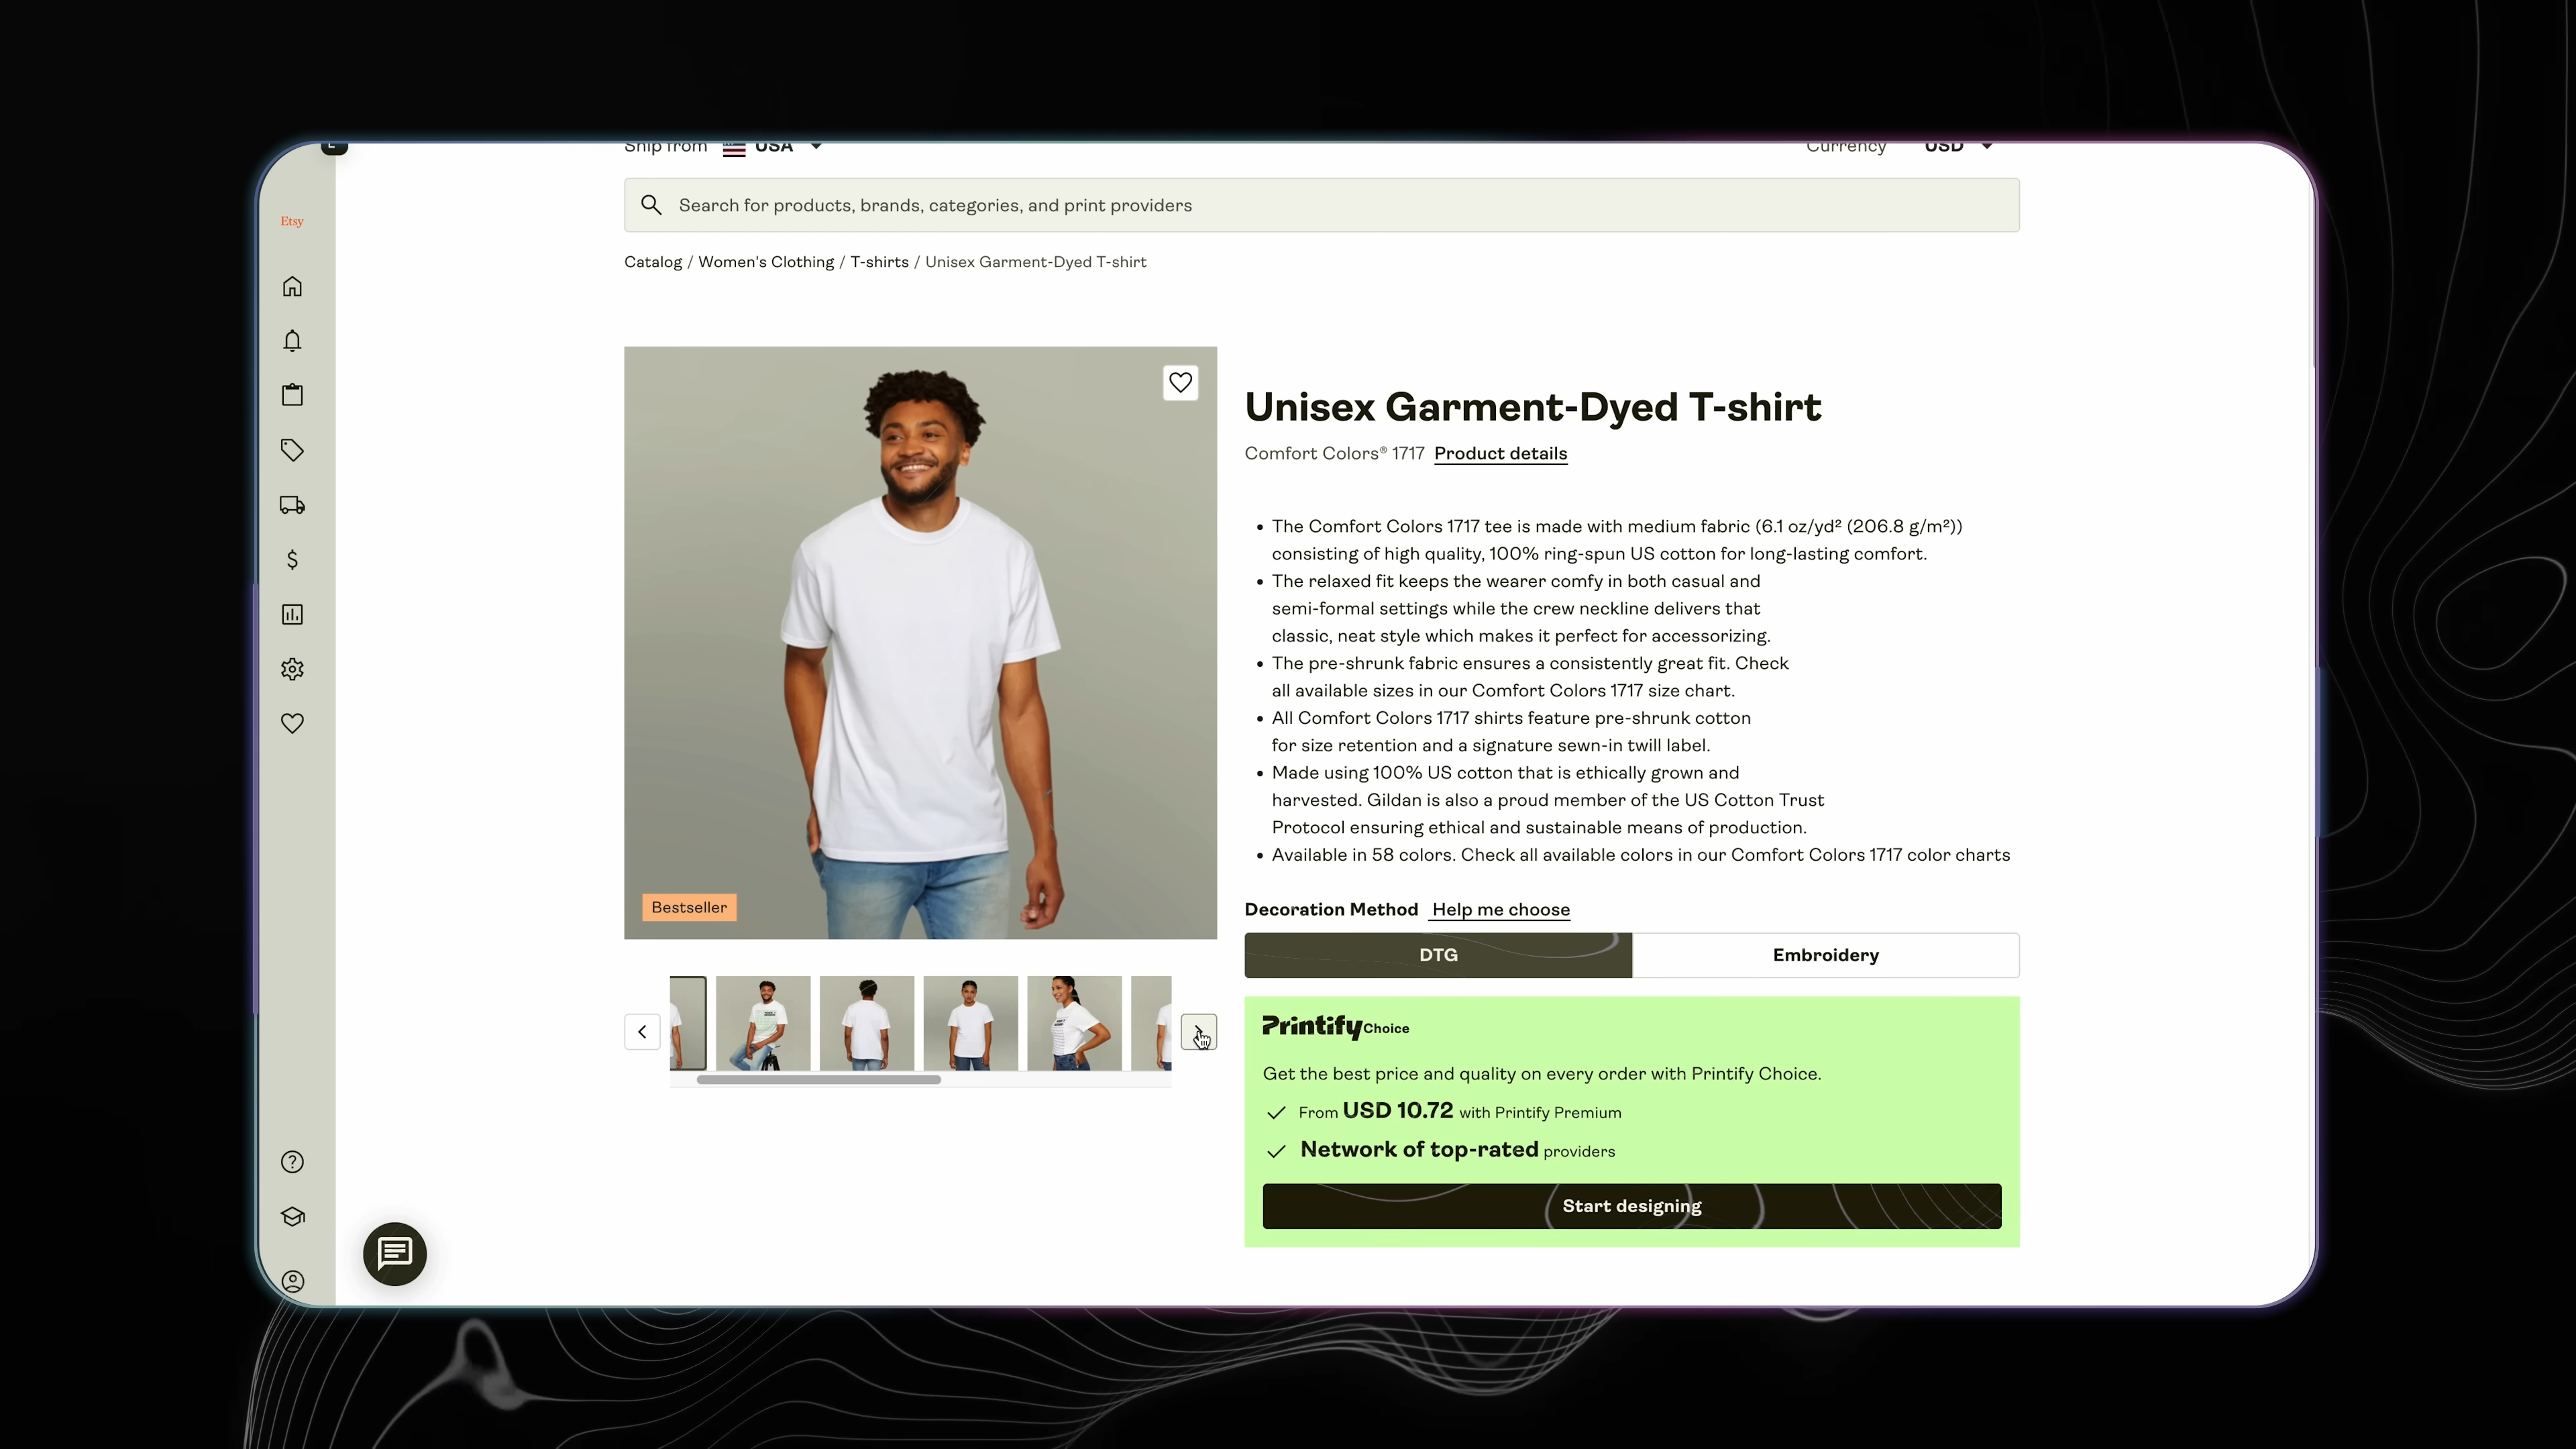 Ship from USA
Currency USD
Etsy
Search for products, brands, categories, and print providers
Catalog / Women's Clothing / T-shirts / Unisex Garment-Dyed T-shirt
Unisex Garment-Dyed T-shirt
Comfort Colors® 1717 Product details
• The Comfort Colors 1717 tee is made with medium fabric (6.1 oz/yd² (206.8 g/m²))
consisting of high quality, 100% ring-spun US cotton for long-lasting comfort.
• The relaxed fit keeps the wearer comfy in both casual and
semi-formal settings while the crew neckline delivers that
classic, neat style which makes it perfect for accessorizing.
• The pre-shrunk fabric ensures a consistently great fit. Check
all available sizes in our Comfort Colors 1717 size chart.
• All Comfort Colors 1717 shirts feature pre-shrunk cotton
for size retention and a signature sewn-in twill label.
• Made using 100% US cotton that is ethically grown and
harvested. Gildan is also a proud member of the US Cotton Trust
Protocol ensuring ethical and sustainable means of production.
• Available in 58 colors. Check all available colors in our Comfort Colors 1717 color charts
Bestseller
Decoration Method Help me choose
DTG
Embroidery
Printify Choice
Get the best price and quality on every order with Printify Choice.
From USD 10.72 with Printify Premium
Network of top-rated providers
Start designing